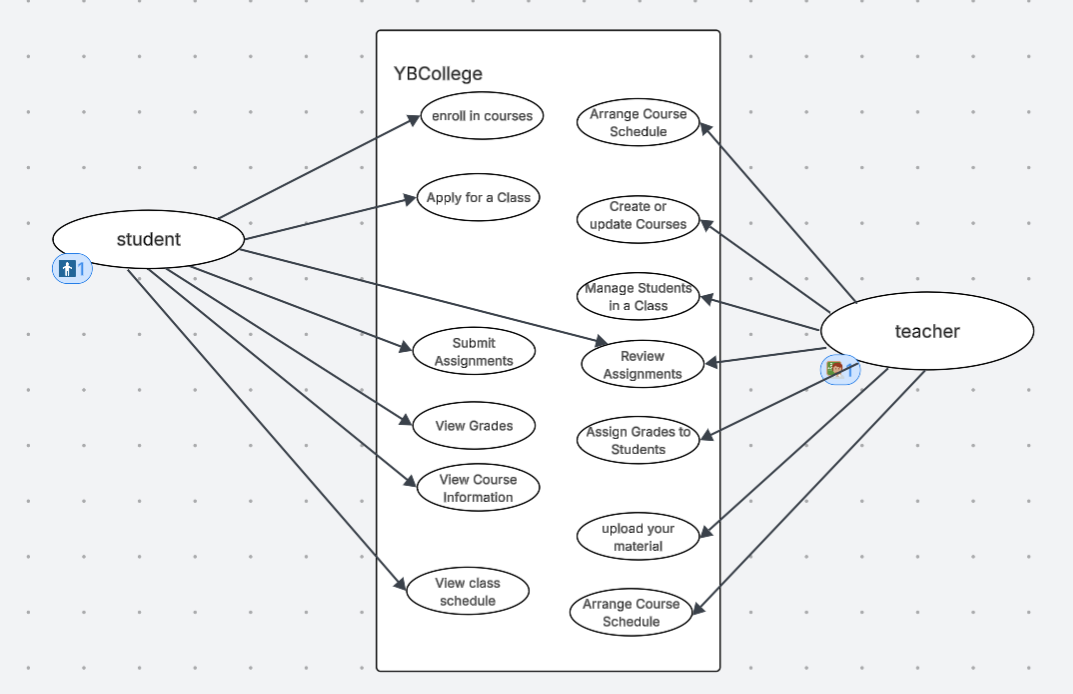 YBCollege
enroll in courses
Apply for a Class
Submit
Assignments
View Grades
View Course
Information
View class
schedule
Arrange Course
Schedule
Create or
update Courses
Manage Students
in a Class
Review
Assignments
Assign Grades to
Students
upload your
material
Arrange Course
Schedule
student
1
teacher
1